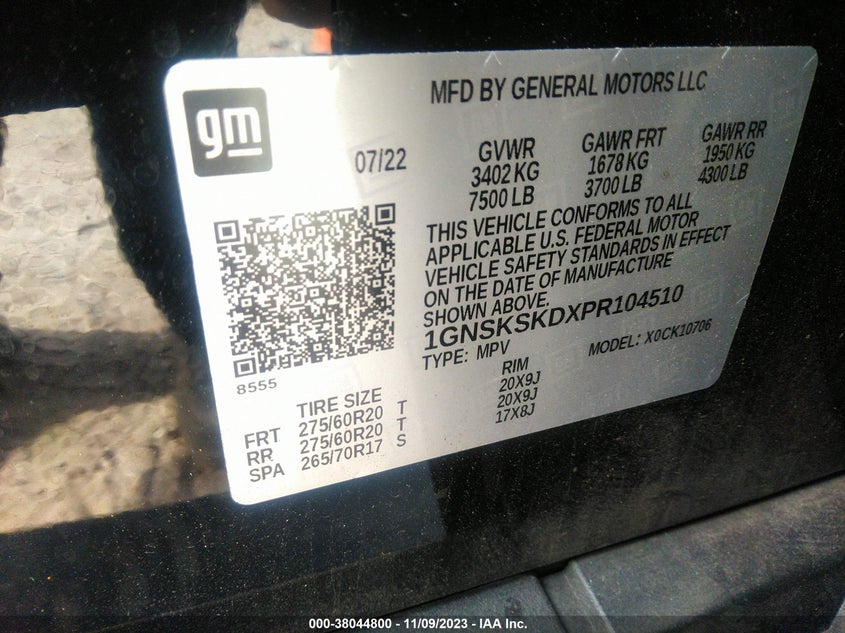 gm
MFD BY GENERAL MOTORS LLC
07/22
GVWR
3402 KG
7500 LB
GAWR FRT
1678 KG
3700 LB
GAWR RR
1950 KG
4300 LB
THIS VEHICLE CONFORMS TO ALL
APPLICABLE U.S. FEDERAL MOTOR
VEHICLE SAFETY STANDARDS IN EFFECT
ON THE DATE OF MANUFACTURE
SHOWN ABOVE.
1GNSKSKDXPR104510
TYPE: MPV MODEL: X0CK10706
8555
TIRE SIZE RIM
FRT 275/60R20 T 20X9J
RR 275/60R20 T 20X9J
SPA 265/70R17 S 17X8J
000-38044800 - 11/09/2023 - IAA Inc.